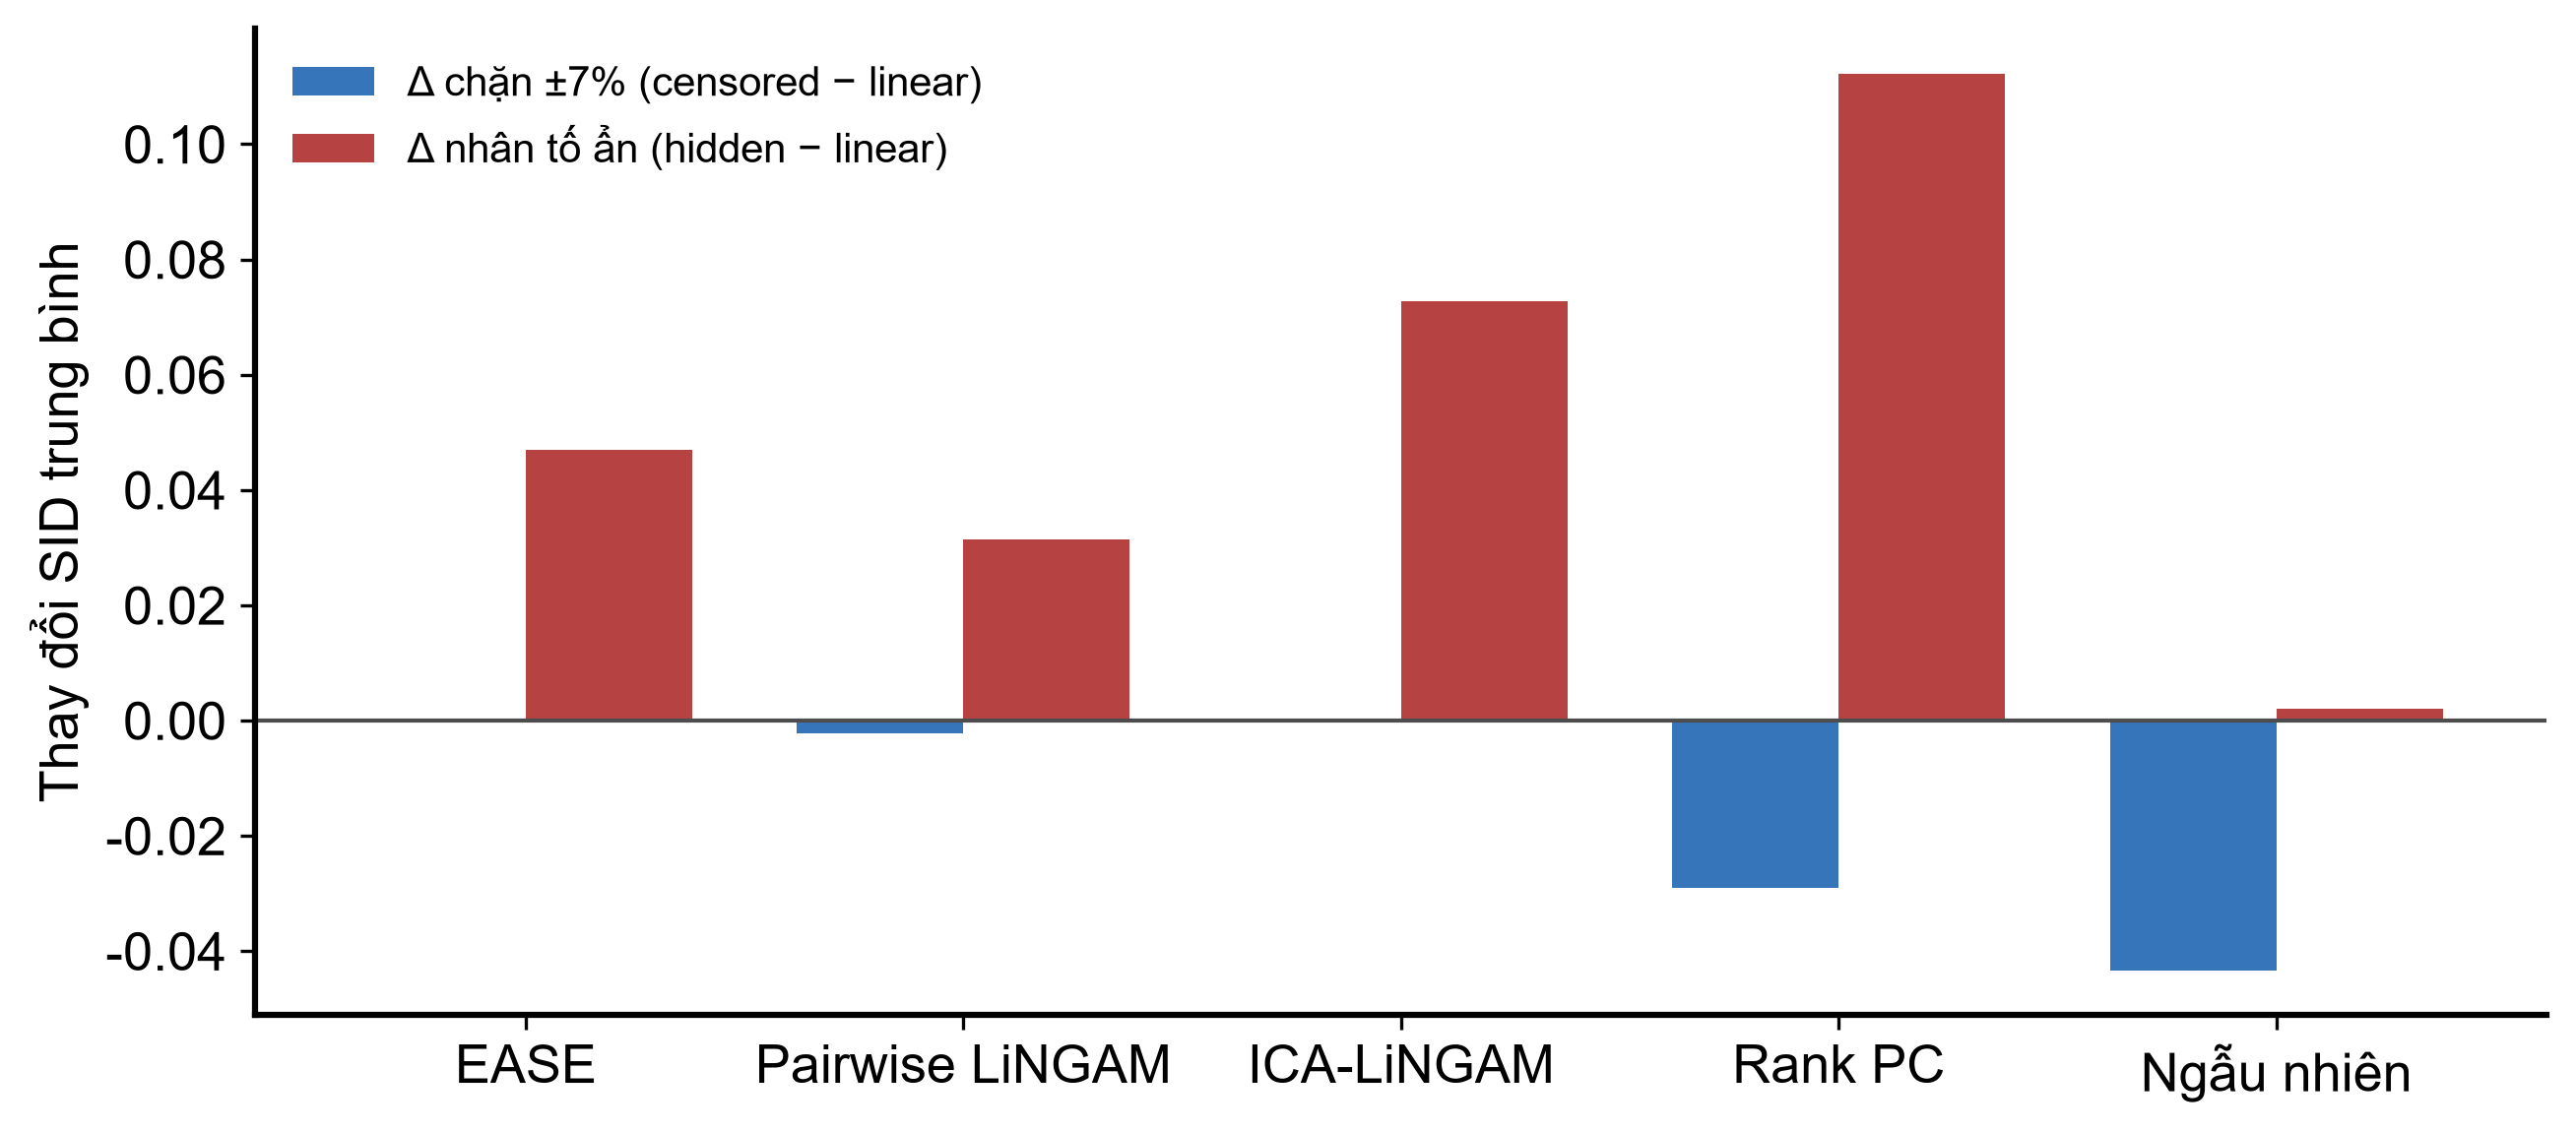 Δ chặn ±7% (censored − linear)
Δ nhân tố ẩn (hidden − linear)
Thay đổi SID trung bình
0.10
0.08
0.06
0.04
0.02
0.00
-0.02
-0.04
EASE
Pairwise LiNGAM
ICA-LiNGAM
Rank PC
Ngẫu nhiên